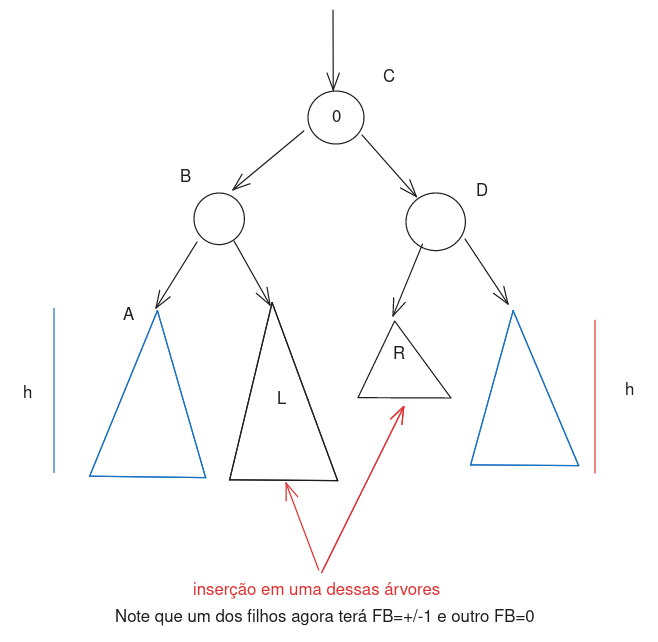 C
0
B
D
A
R
h
L
h
inserção em uma dessas árvores
Note que um dos filhos agora terá FB=+/-1 e outro FB=0